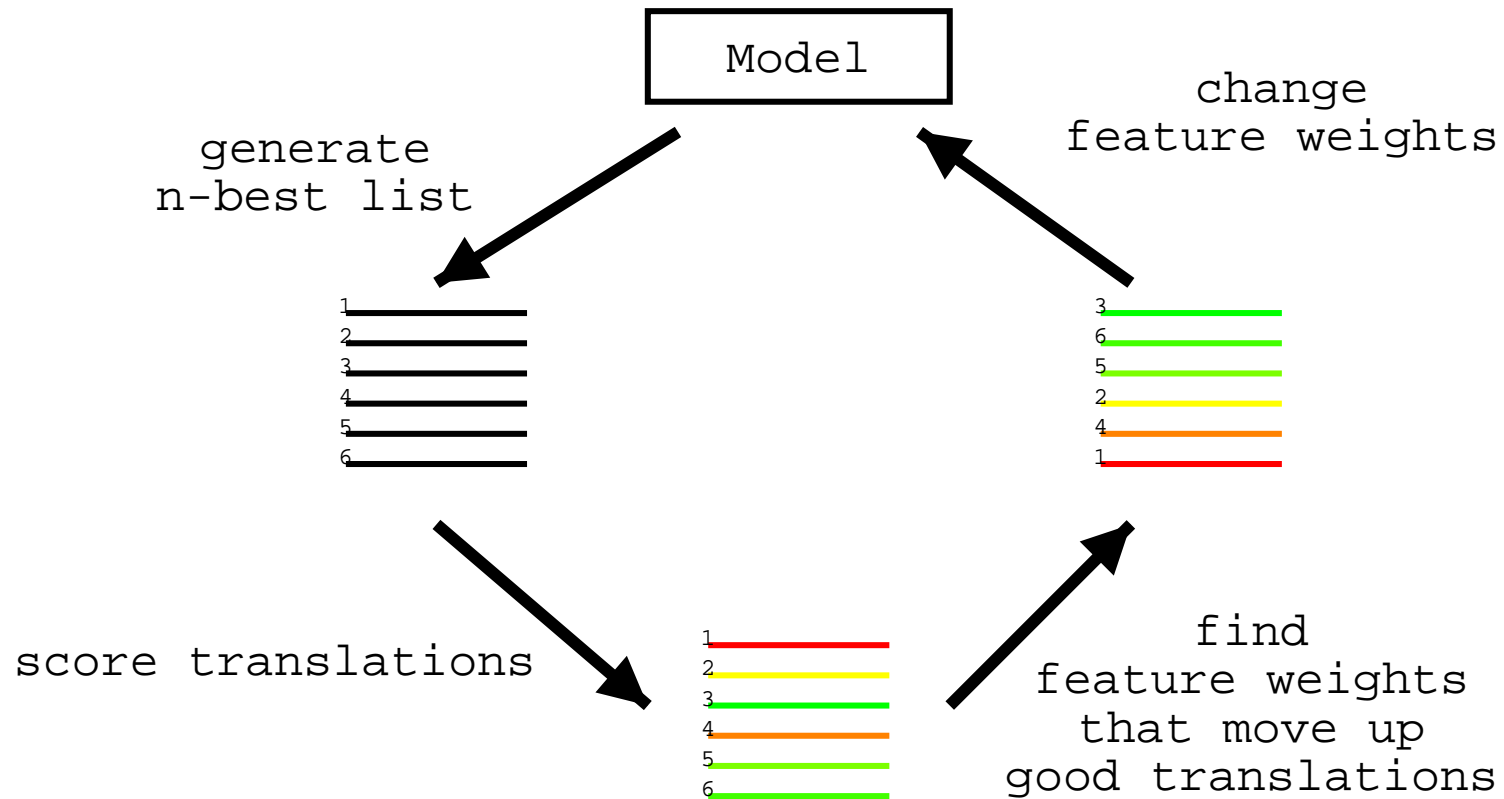 Model
change
feature weights
generate
n-best list
1
2
3
4
5
6
3
6
5
2
4
1
score translations
1
2
3
4
5
6
find
feature weights
that move up
good translations